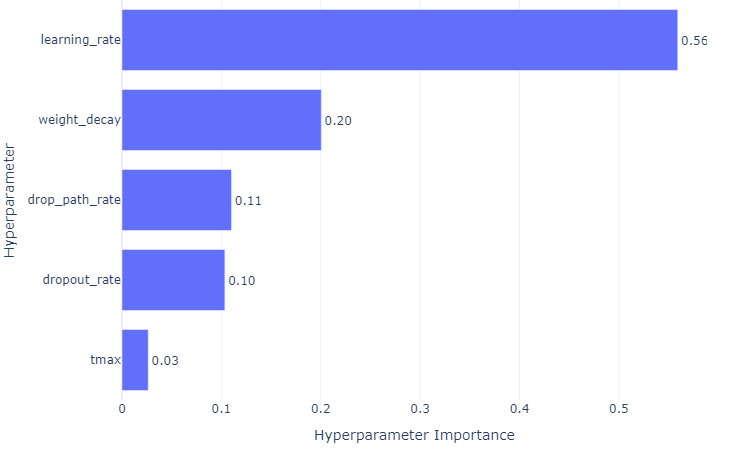 learning_rate 0.56
weight_decay 0.20
drop_path_rate 0.11
dropout_rate 0.10
tmax 0.03
0 0.1 0.2 0.3 0.4 0.5
Hyperparameter Importance
Hyperparameter